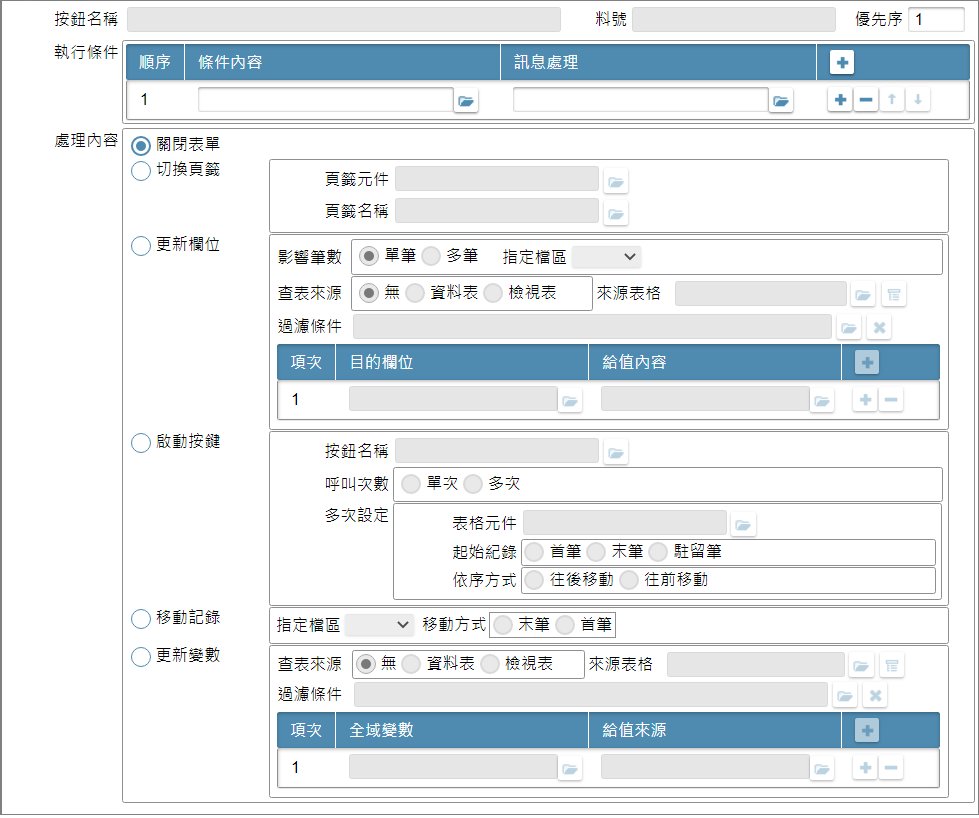 按鈕名稱 料號 優先序 1
執行條件
順序 條件內容 訊息處理
1
處理內容
關閉表單
切換頁籤
頁籤元件
頁籤名稱
更新欄位
影響筆數 單筆 多筆 指定檔區
查表來源 無 資料表 檢視表 來源表格
過濾條件
項次 目的欄位 給值內容
1
啟動按鍵
按鈕名稱
呼叫次數 單次 多次
多次設定
表格元件
起始紀錄 首筆 末筆 駐留筆
依序方式 往後移動 往前移動
移動記錄
指定檔區 移動方式 末筆 首筆
更新變數
查表來源 無 資料表 檢視表 來源表格
過濾條件
項次 全域變數 給值來源
1